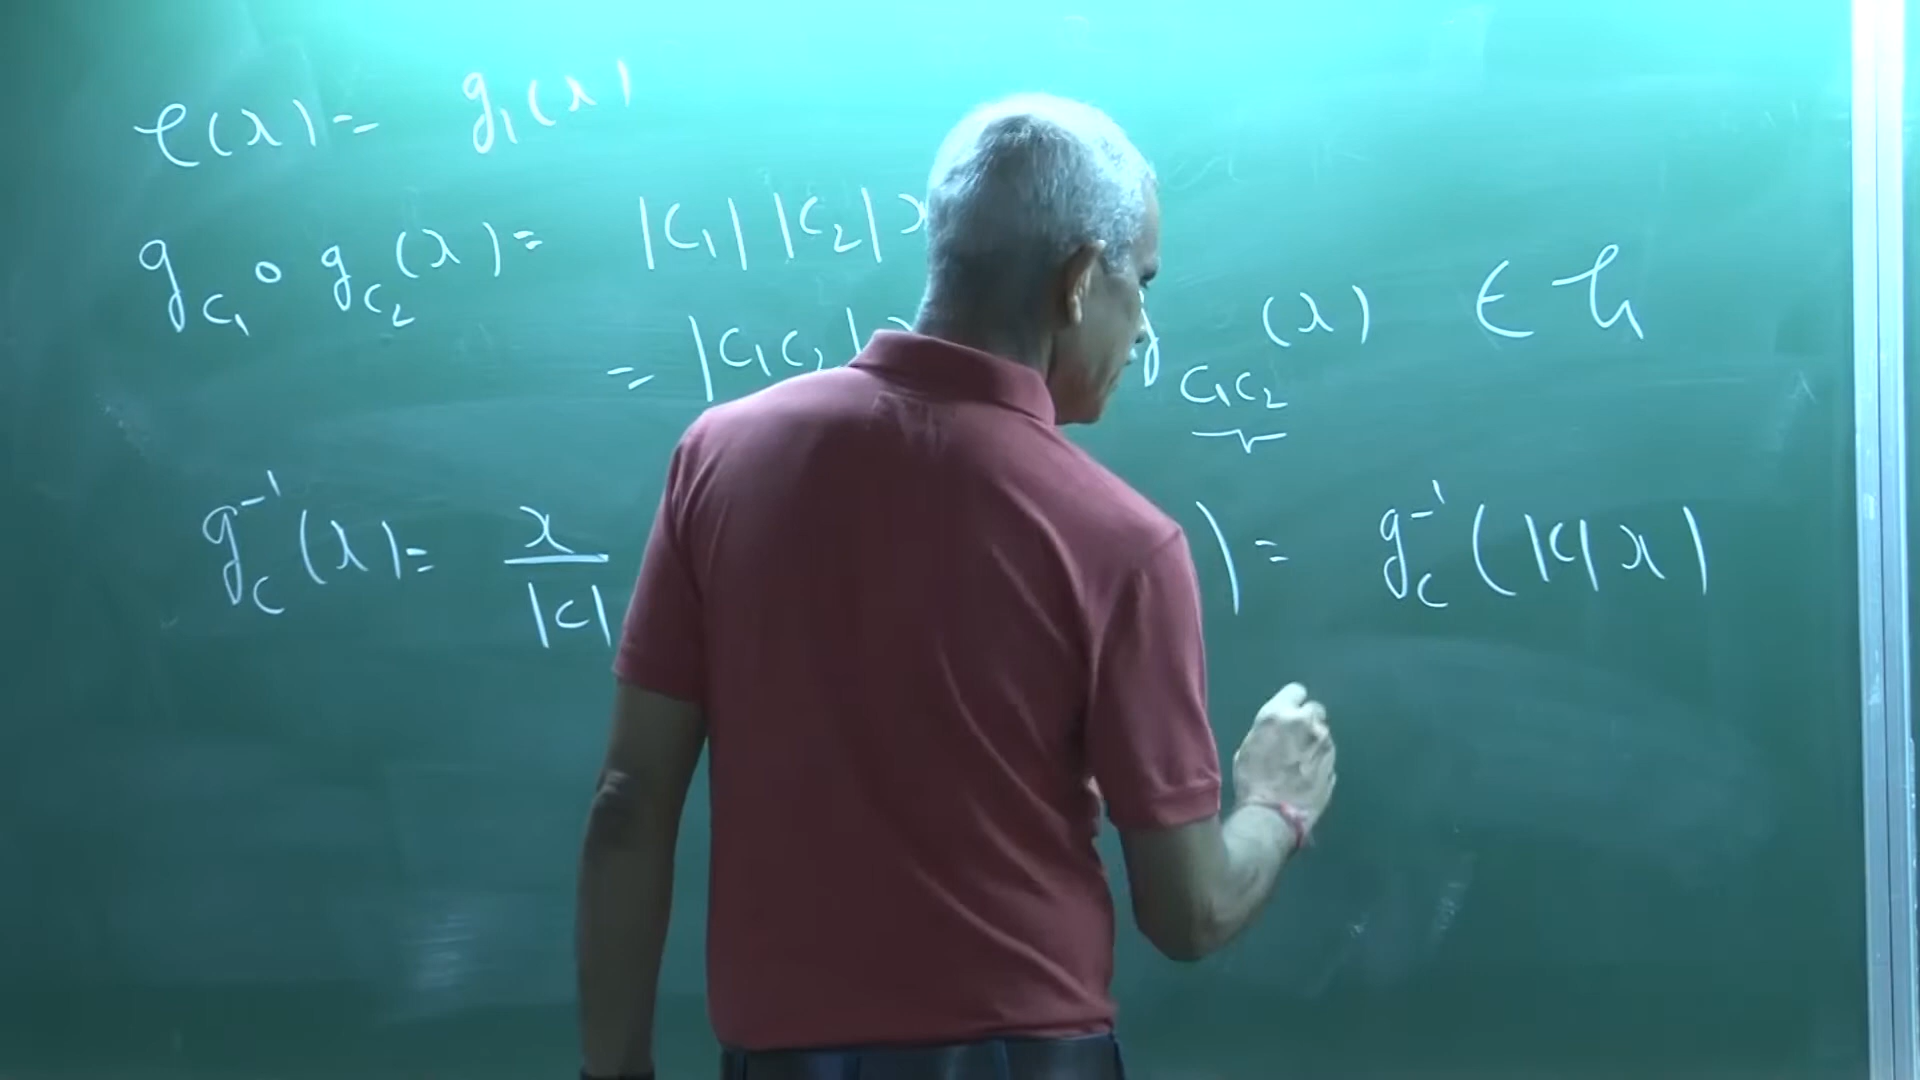 e(x) = g₁(x)
g_{c₁} ∘ g_{c₂}(x) = |c₁| |c₂| x
= |c₁c₂| g_{c₁c₂}(x) ∈ G
g_c^{-1}(x) = x/|c| ) = g_c^{-1}(|c|x)